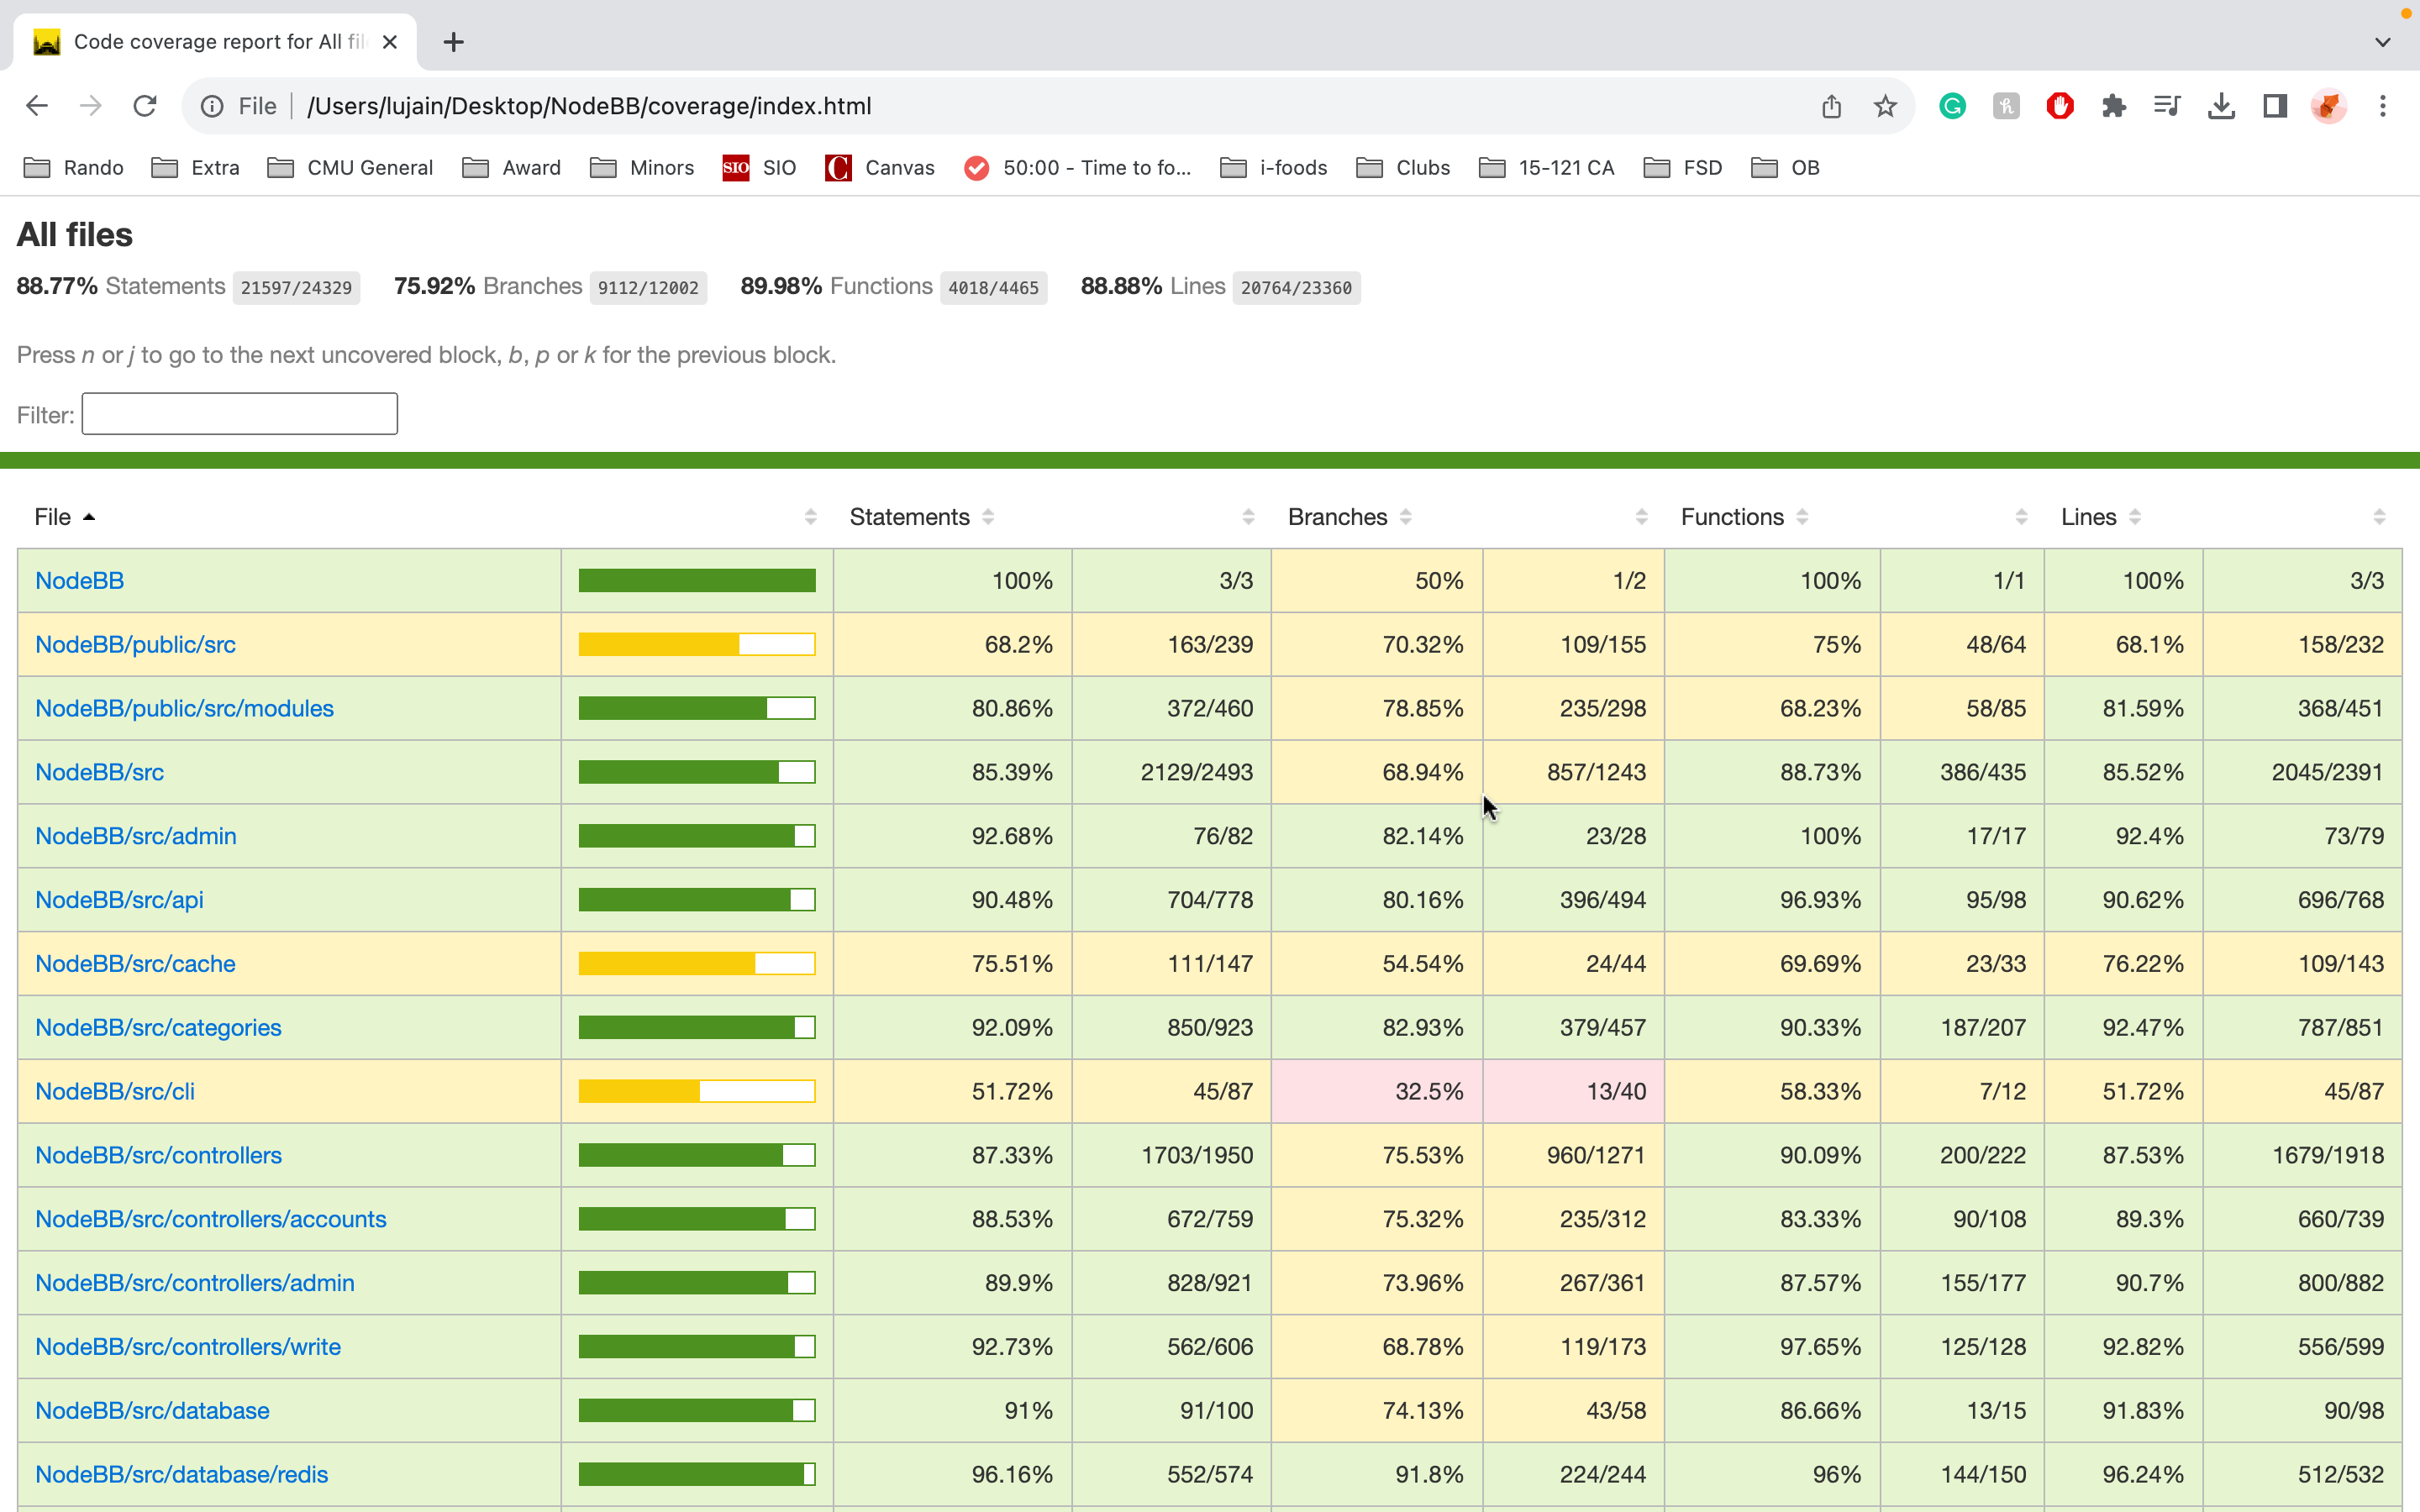 Code coverage report for All fil
File /Users/lujain/Desktop/NodeBB/coverage/index.html
Rando Extra CMU General Award Minors SIO SIO Canvas 50:00 - Time to fo... i-foods Clubs 15-121 CA FSD OB
All files
88.77% Statements 21597/24329 75.92% Branches 9112/12002 89.98% Functions 4018/4465 88.88% Lines 20764/23360
Press n or j to go to the next uncovered block, b, p or k for the previous block.
Filter:
File Statements Branches Functions Lines
NodeBB 100% 3/3 50% 1/2 100% 1/1 100% 3/3
NodeBB/public/src 68.2% 163/239 70.32% 109/155 75% 48/64 68.1% 158/232
NodeBB/public/src/modules 80.86% 372/460 78.85% 235/298 68.23% 58/85 81.59% 368/451
NodeBB/src 85.39% 2129/2493 68.94% 857/1243 88.73% 386/435 85.52% 2045/2391
NodeBB/src/admin 92.68% 76/82 82.14% 23/28 100% 17/17 92.4% 73/79
NodeBB/src/api 90.48% 704/778 80.16% 396/494 96.93% 95/98 90.62% 696/768
NodeBB/src/cache 75.51% 111/147 54.54% 24/44 69.69% 23/33 76.22% 109/143
NodeBB/src/categories 92.09% 850/923 82.93% 379/457 90.33% 187/207 92.47% 787/851
NodeBB/src/cli 51.72% 45/87 32.5% 13/40 58.33% 7/12 51.72% 45/87
NodeBB/src/controllers 87.33% 1703/1950 75.53% 960/1271 90.09% 200/222 87.53% 1679/1918
NodeBB/src/controllers/accounts 88.53% 672/759 75.32% 235/312 83.33% 90/108 89.3% 660/739
NodeBB/src/controllers/admin 89.9% 828/921 73.96% 267/361 87.57% 155/177 90.7% 800/882
NodeBB/src/controllers/write 92.73% 562/606 68.78% 119/173 97.65% 125/128 92.82% 556/599
NodeBB/src/database 91% 91/100 74.13% 43/58 86.66% 13/15 91.83% 90/98
NodeBB/src/database/redis 96.16% 552/574 91.8% 224/244 96% 144/150 96.24% 512/532